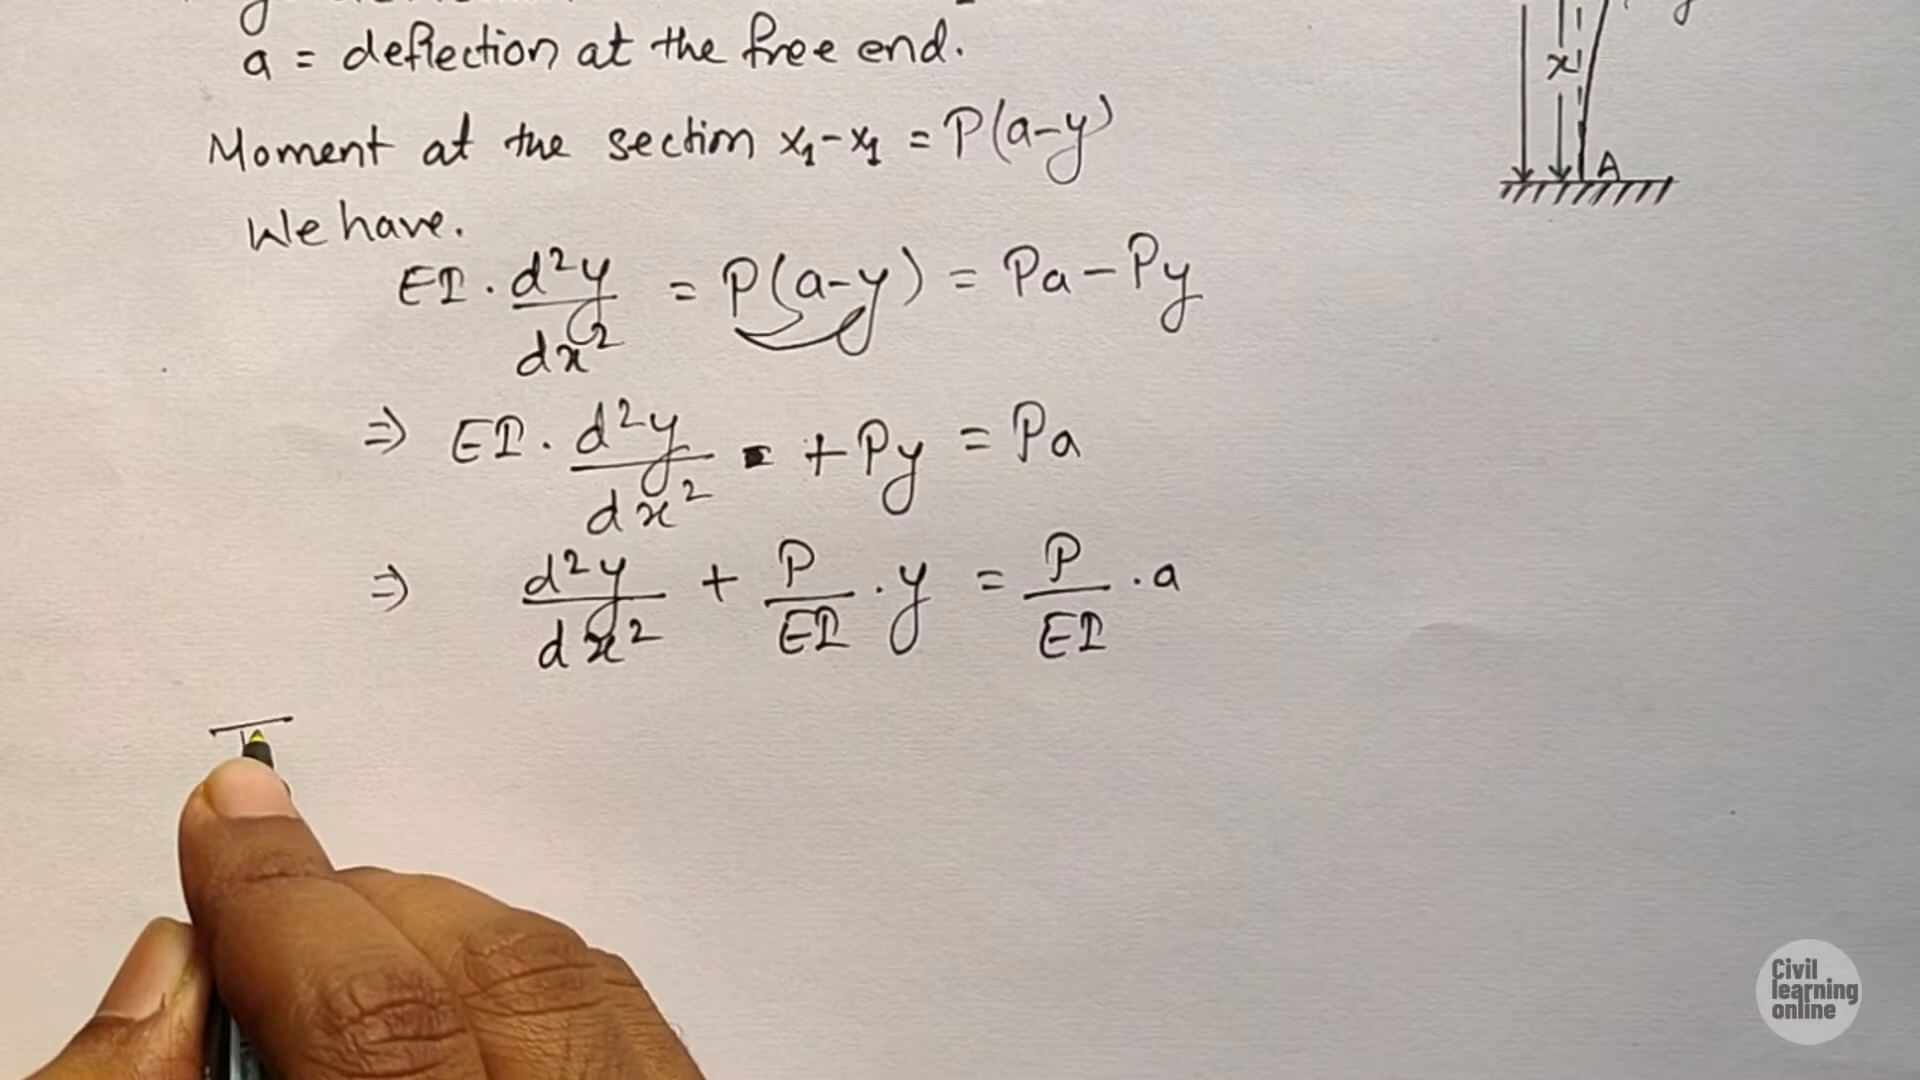 a = deflection at the free end.
Moment at the section x₁-x₁ = P(a-y)
We have.
EI · d²y/dx² = P(a-y) = Pa - Py
⇒ EI · d²y/dx² + Py = Pa
⇒ d²y/dx² + P/EI · y = P/EI · a
x
A
Civil
learning
online